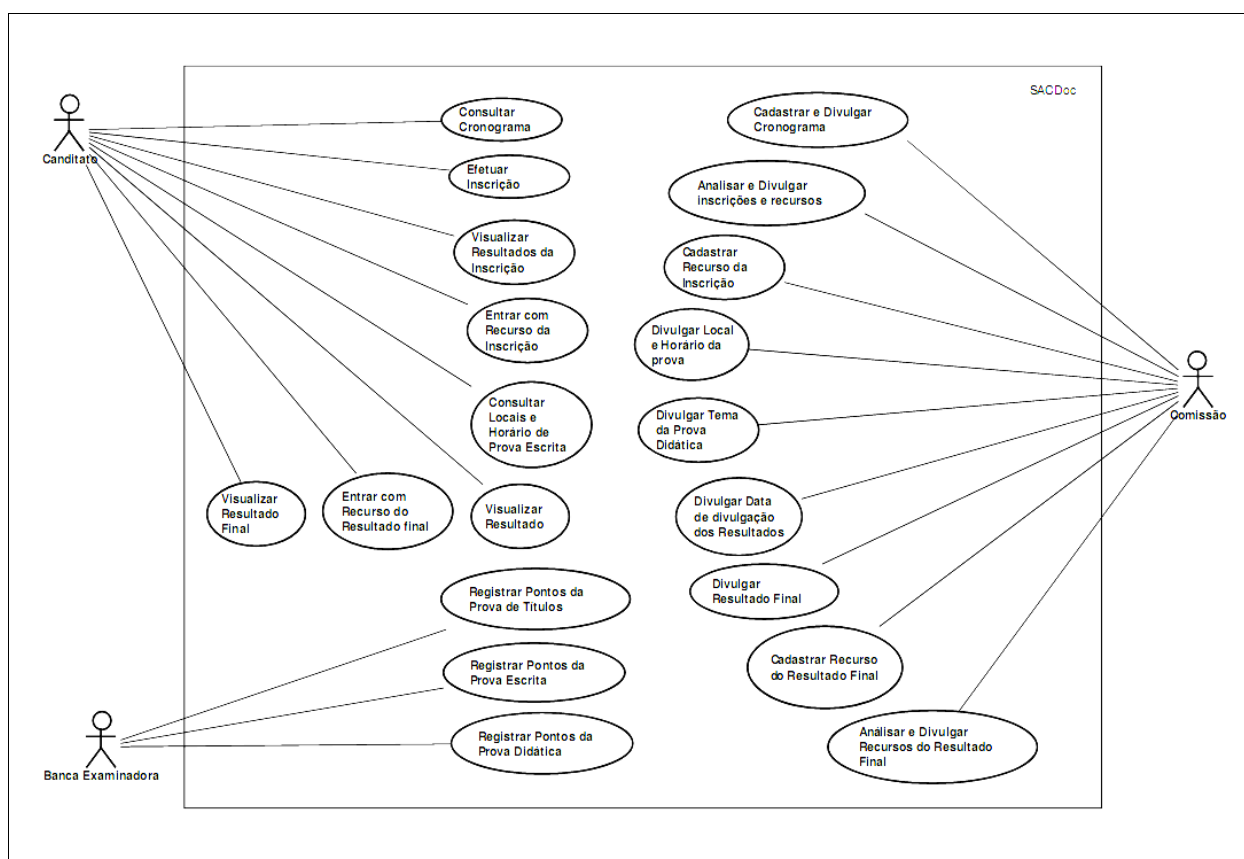 SACDoc
Canditato
Consultar
Cronograma
Efetuar
Inscrição
Visualizar
Resultados da
Inscrição
Entrar com
Recurso da
Inscrição
Consultar
Locais e
Horário de
Prova Escrita
Visualizar
Resultado
Final
Entrar com
Recurso do
Resultado final
Visualizar
Resultado
Cadastrar e Divulgar
Cronograma
Analisar e Divulgar
inscrições e recursos
Cadastrar
Recurso da
Inscrição
Divulgar Local
e Horário da
prova
Divulgar Tema
da Prova
Didática
Divulgar Data
de divulgação
dos Resultados
Divulgar
Resultado Final
Cadastrar Recurso
do Resultado Final
Análisar e Divulgar
Recursos do Resultado
Final
Comissão
Registrar Pontos da
Prova de Títulos
Registrar Pontos da
Prova Escrita
Registrar Pontos da
Prova Didática
Banca Examinadora